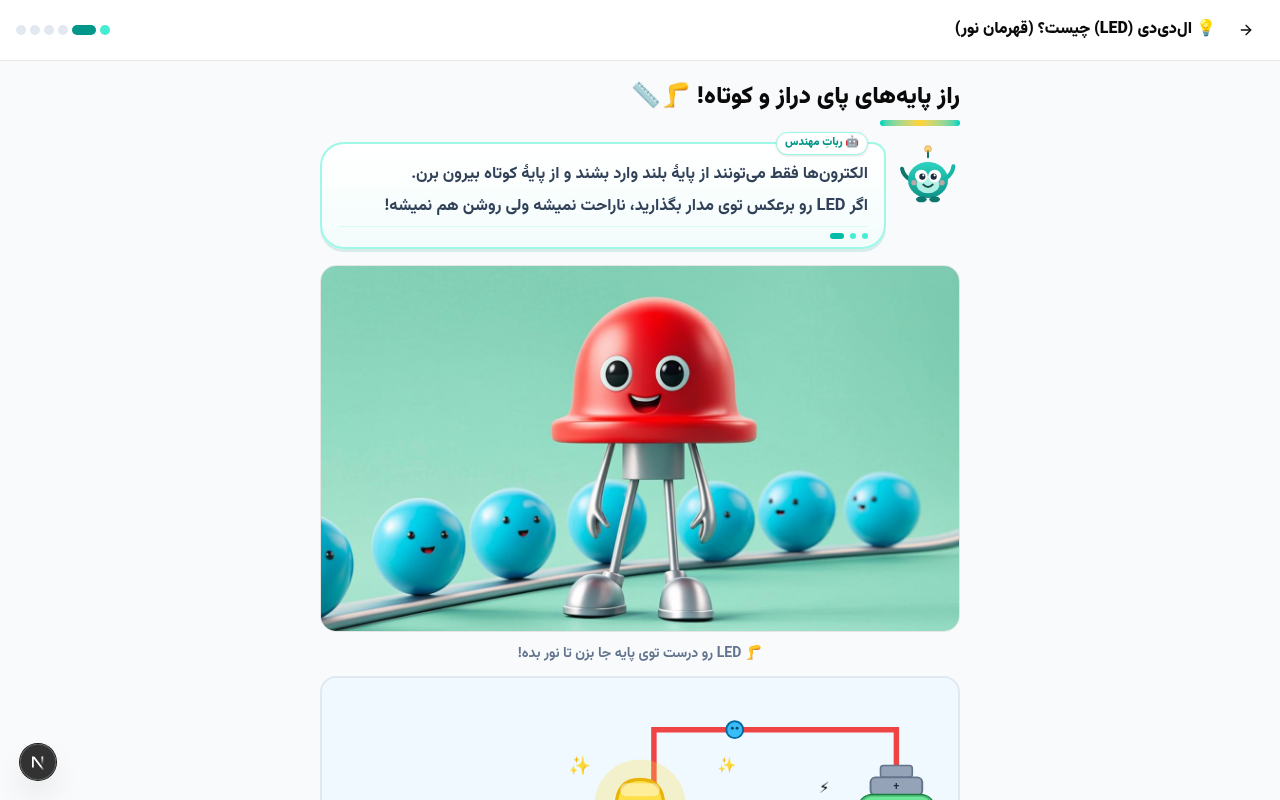 💡 ال‌ای‌دی (LED) چیست؟ (قهرمان نور)
راز پایه‌های پای دراز و کوتاه! 🦵📏
🤖 رباتِ مهندس
الکترون‌ها فقط می‌تونند از پایهٔ بلند وارد بشند و از پایهٔ کوتاه بیرون برن.
اگر LED رو برعکس توی مدار بگذارید، ناراحت نمیشه ولی روشن هم نمیشه!
🦵 LED رو درست توی پایه جا بزن تا نور بده!
+
N